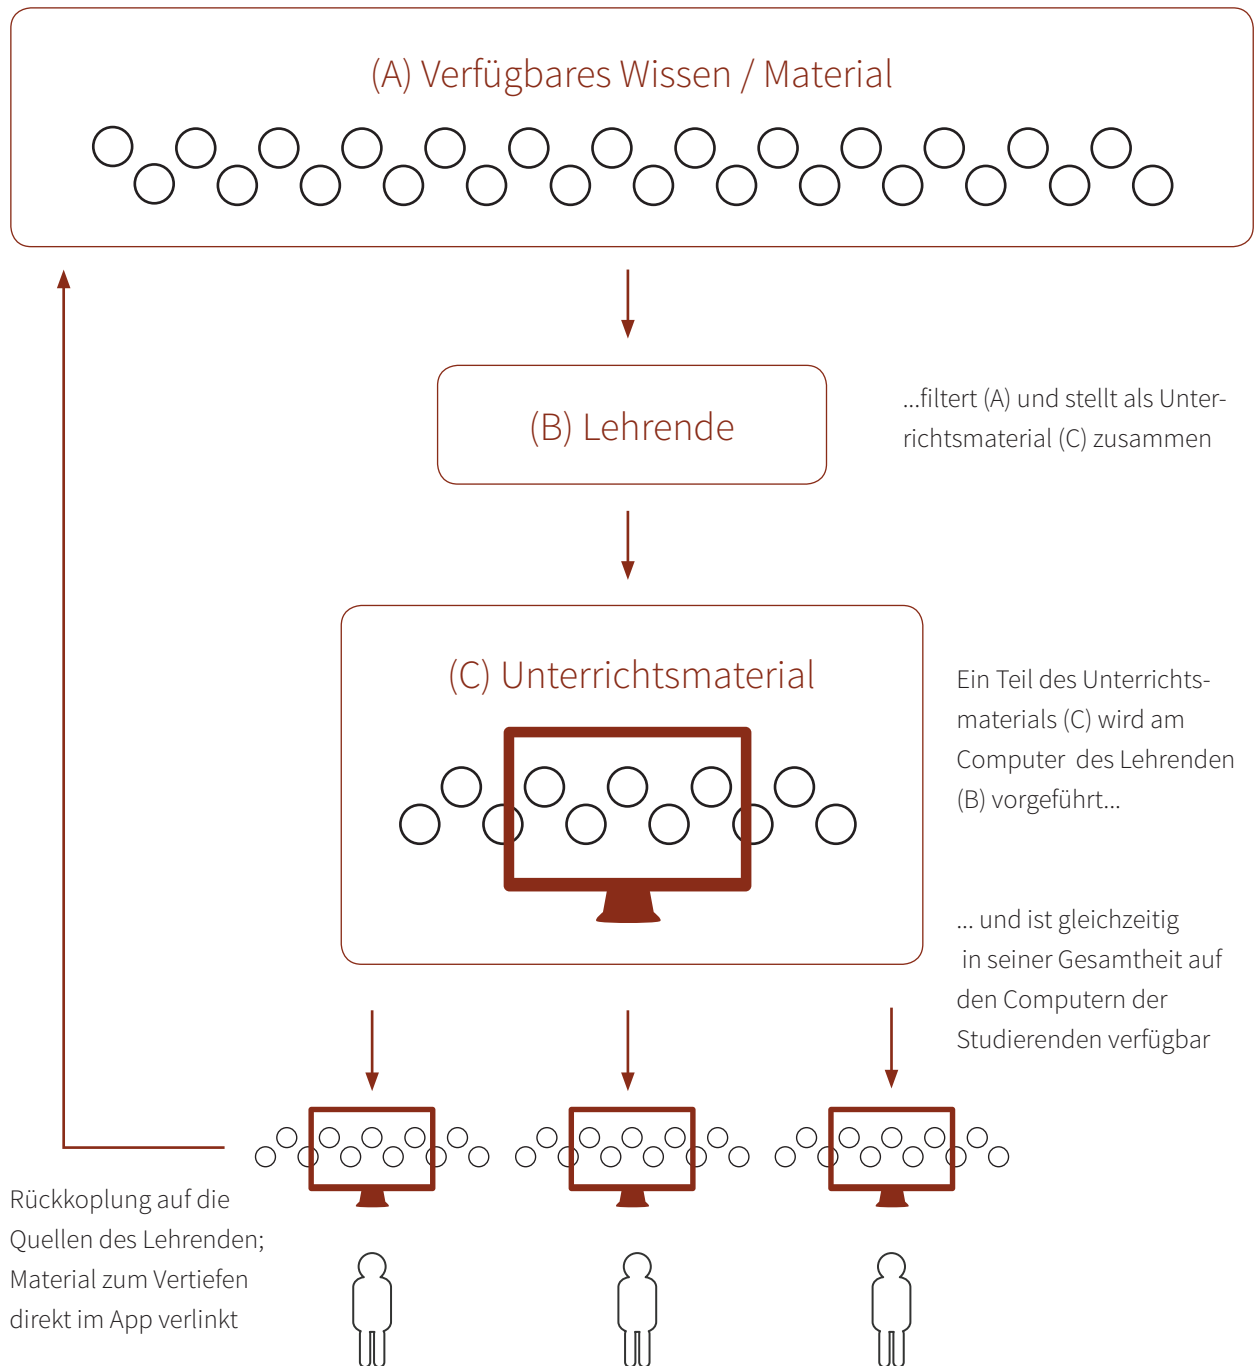 (A) Verfügbares Wissen / Material
(B) Lehrende
...filtert (A) und stellt als Unter-
richtsmaterial (C) zusammen
(C) Unterrichtsmaterial
Ein Teil des Unterrichts-
materials (C) wird am
Computer des Lehrenden
(B) vorgeführt...
... und ist gleichzeitig
in seiner Gesamtheit auf
den Computern der
Studierenden verfügbar
Rückkoplung auf die
Quellen des Lehrenden;
Material zum Vertiefen
direkt im App verlinkt